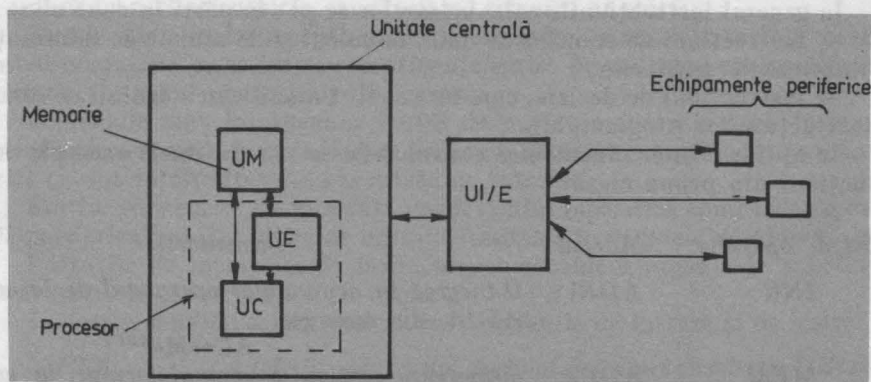 Unitate centrală
Echipamente periferice
Memorie
UM
UE
UC
UI/E
Procesor